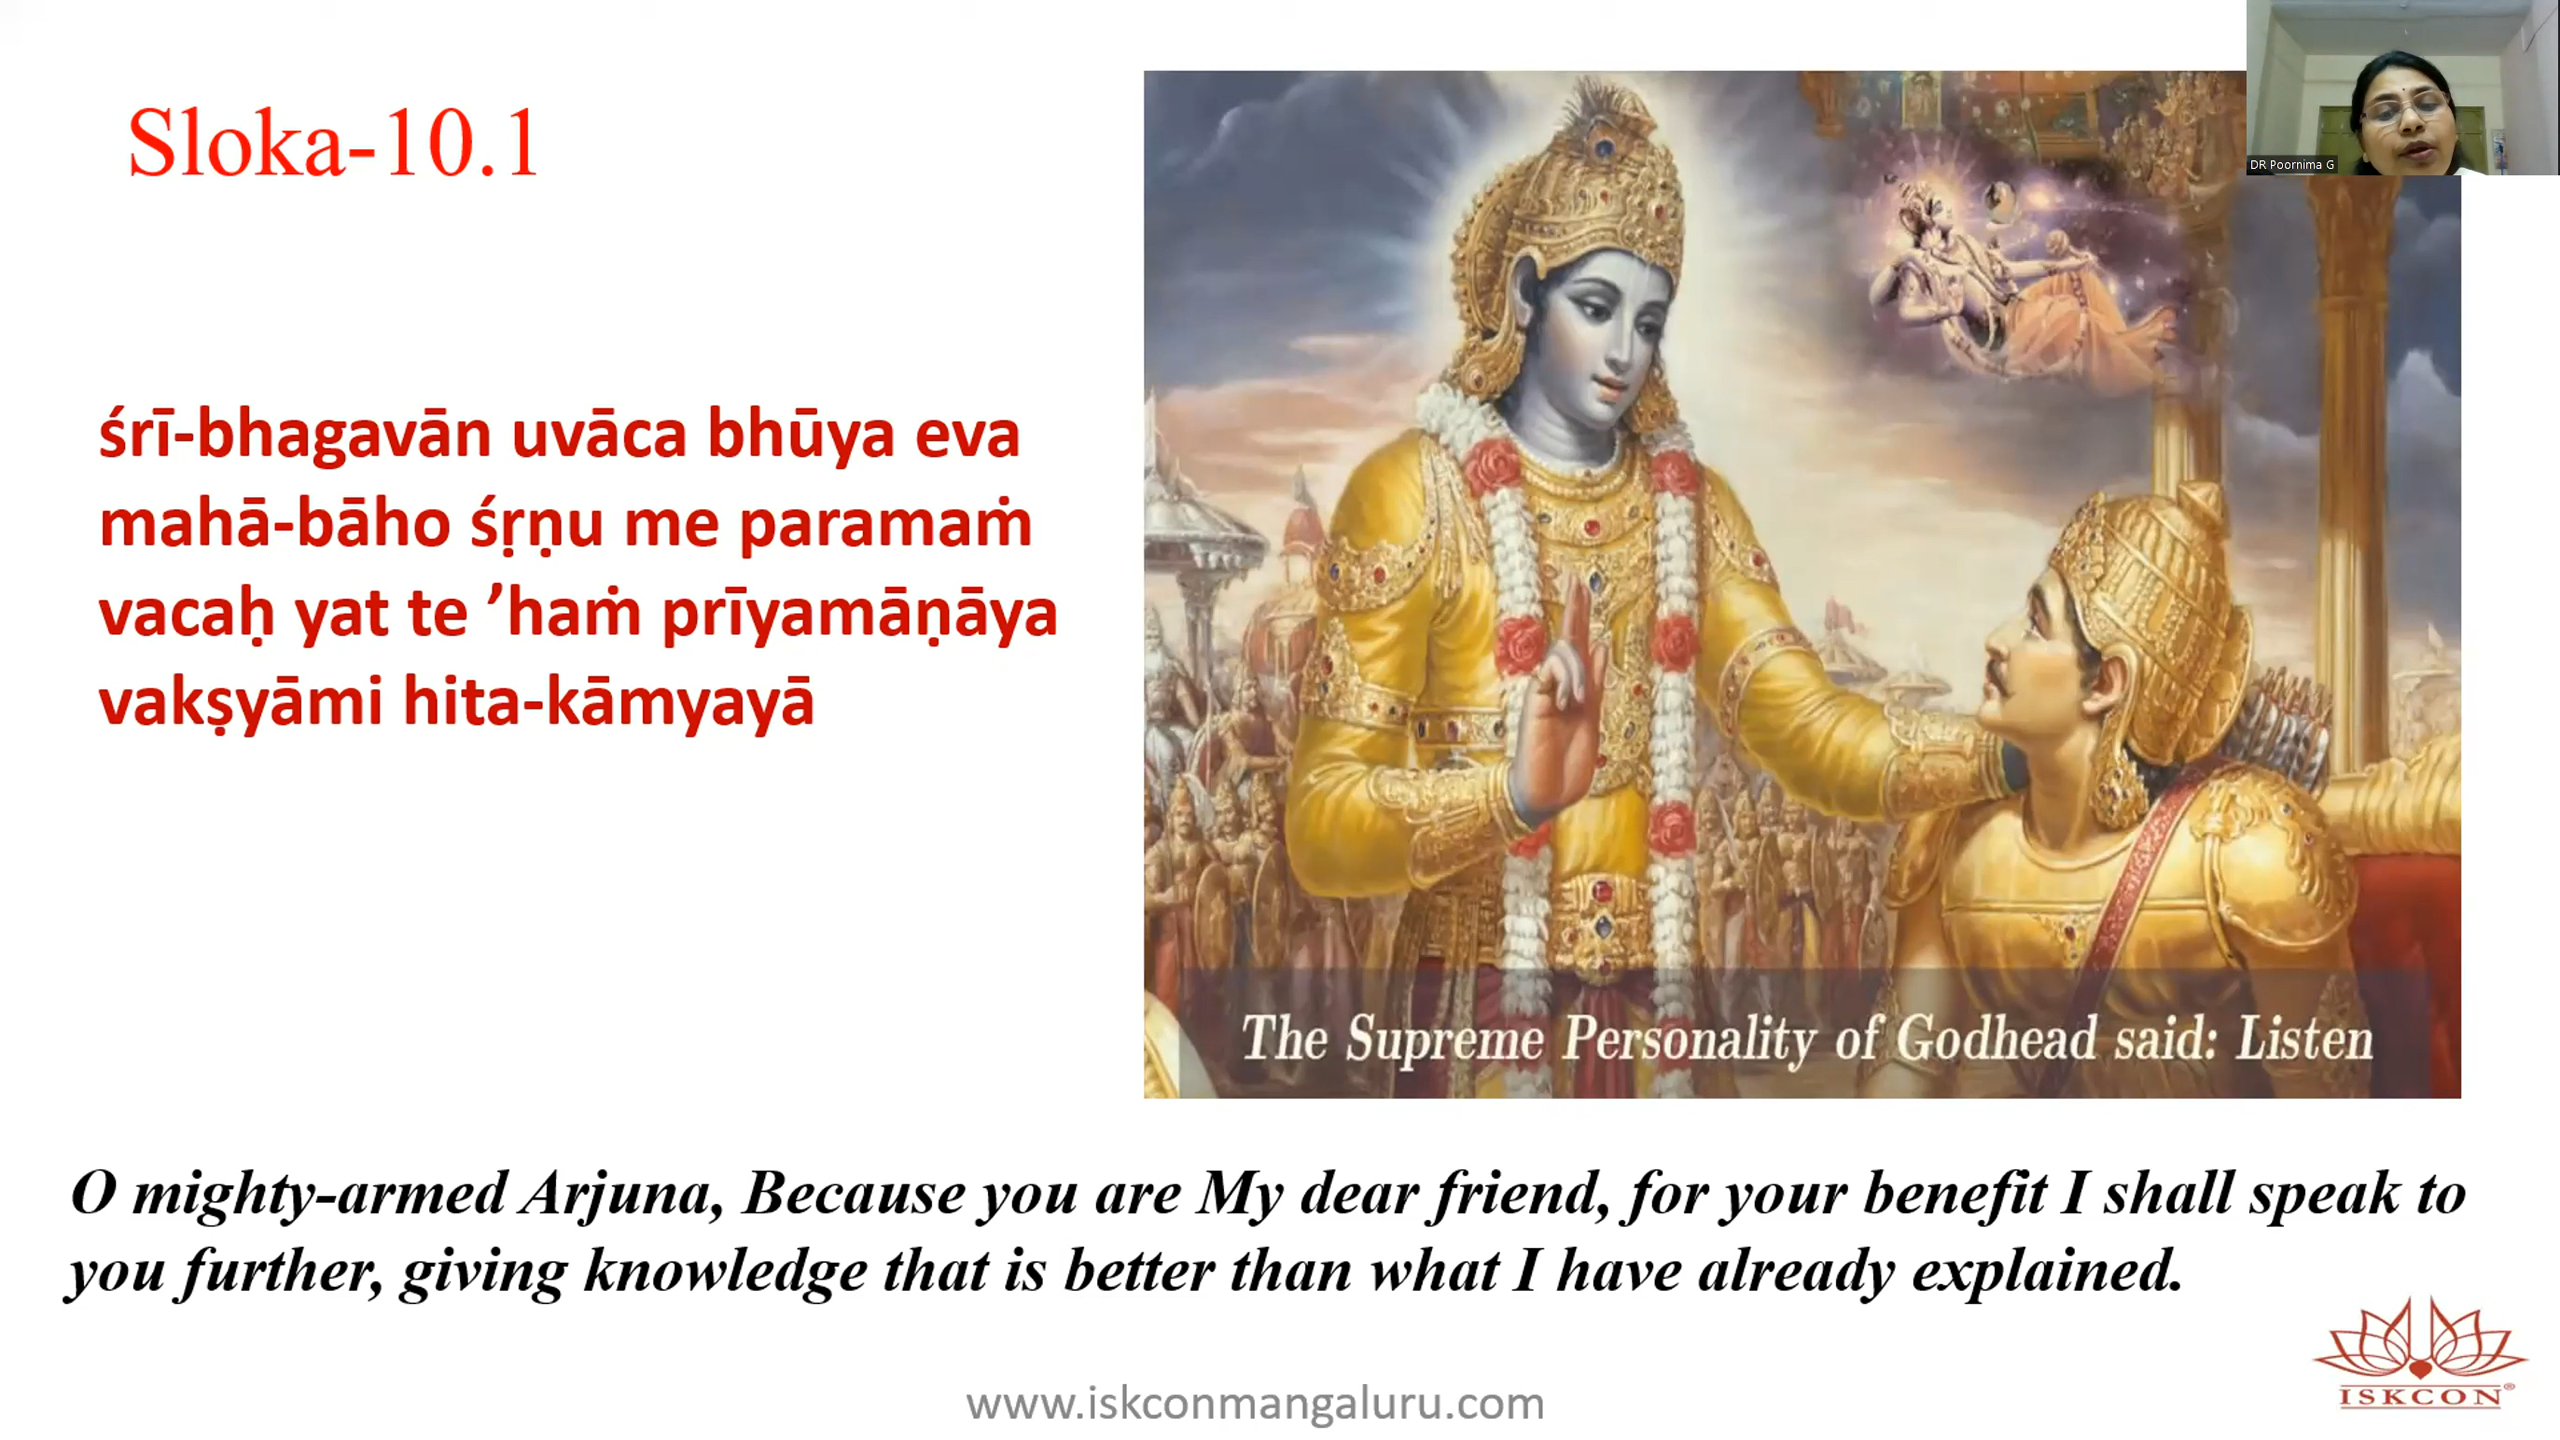 DR Poornima G
Sloka-10.1
śrī-bhagavān uvāca bhūya eva
mahā-bāho śṛṇu me paramaṁ
vacaḥ yat te ’haṁ prīyamāṇāya
vakṣyāmi hita-kāmyayā
The Supreme Personality of Godhead said: Listen
O mighty-armed Arjuna, Because you are My dear friend, for your benefit I shall speak to
you further, giving knowledge that is better than what I have already explained.
ISKCON®
www.iskconmangaluru.com